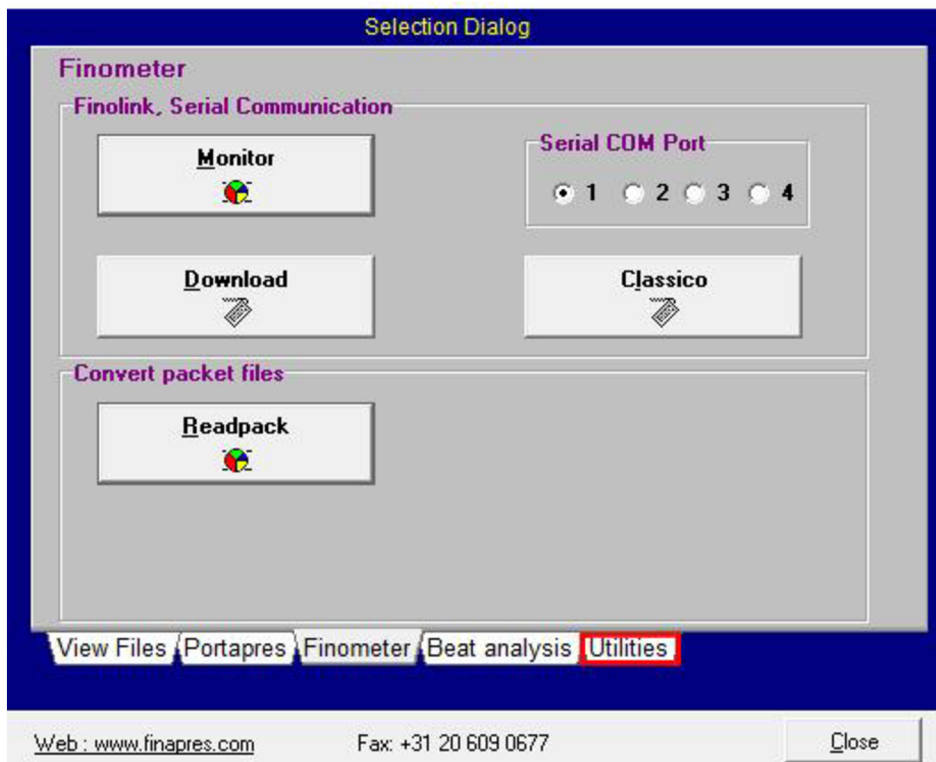 Selection Dialog
Finometer
Finolink, Serial Communication
Monitor
Serial COM Port
1 2 3 4
Download
Classico
Convert packet files
Readpack
View Files Portapres Finometer Beat analysis Utilities
Web : www.finapres.com Fax: +31 20 609 0677 Close